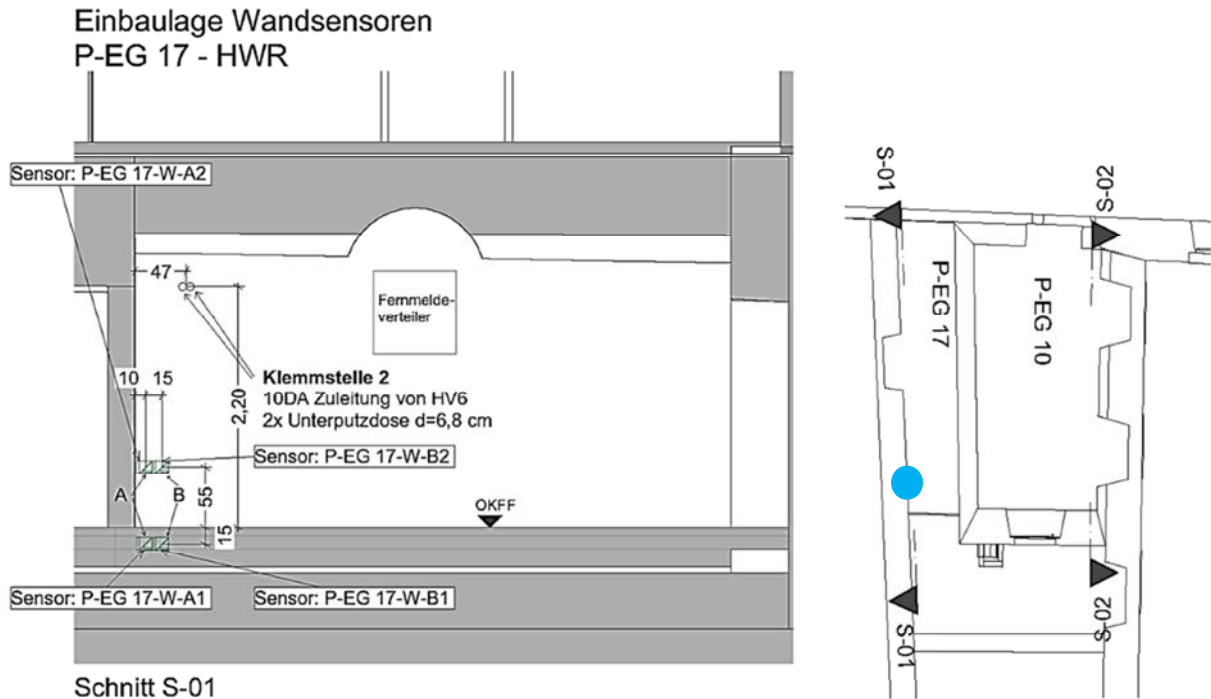 Einbaulage Wandsensoren
P-EG 17 - HWR
Sensor: P-EG 17-W-A2
47
Fernmelde-
verteiler
10 15
Klemmstelle 2
10DA Zuleitung von HV6
2x Unterputzdose d=6,8 cm
2,20
Sensor: P-EG 17-W-B2
A B
55
OKFF
15
Sensor: P-EG 17-W-A1
Sensor: P-EG 17-W-B1
Schnitt S-01
S-01
S-02
P-EG 17
P-EG 10
S-01
S-02